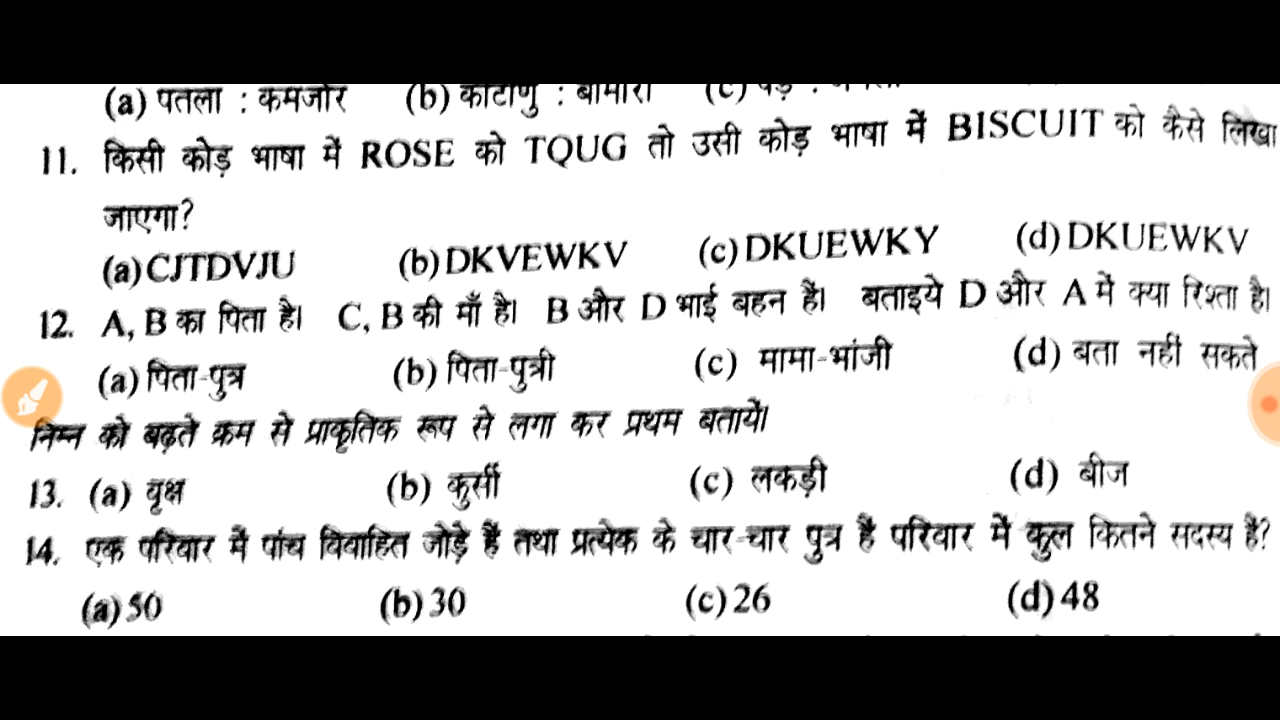 (a) पतला : कमजोर (b) कीटाणु : बीमारी (c)
11. किसी कोड़ भाषा में ROSE को TQUG तो उसी कोड़ भाषा में BISCUIT को कैसे लिखा
जाएगा?
(a) CJTDVJU (b) DKVEWKV (c) DKUEWKY (d) DKUEWKV
12. A, B का पिता है। C, B की माँ है। B और D भाई बहन हैं। बताइये D और A में क्या रिश्ता है।
(a) पिता-पुत्र (b) पिता-पुत्री (c) मामा-भांजी (d) बता नहीं सकते
निम्न को बढ़ते क्रम से प्राकृतिक रूप से लगा कर प्रथम बतायें।
13. (a) वृक्ष (b) कुर्सी (c) लकड़ी (d) बीज
14. एक परिवार में पांच विवाहित जोड़े हैं तथा प्रत्येक के चार-चार पुत्र है परिवार में कुल कितने सदस्य है?
(a) 50 (b) 30 (c) 26 (d) 48